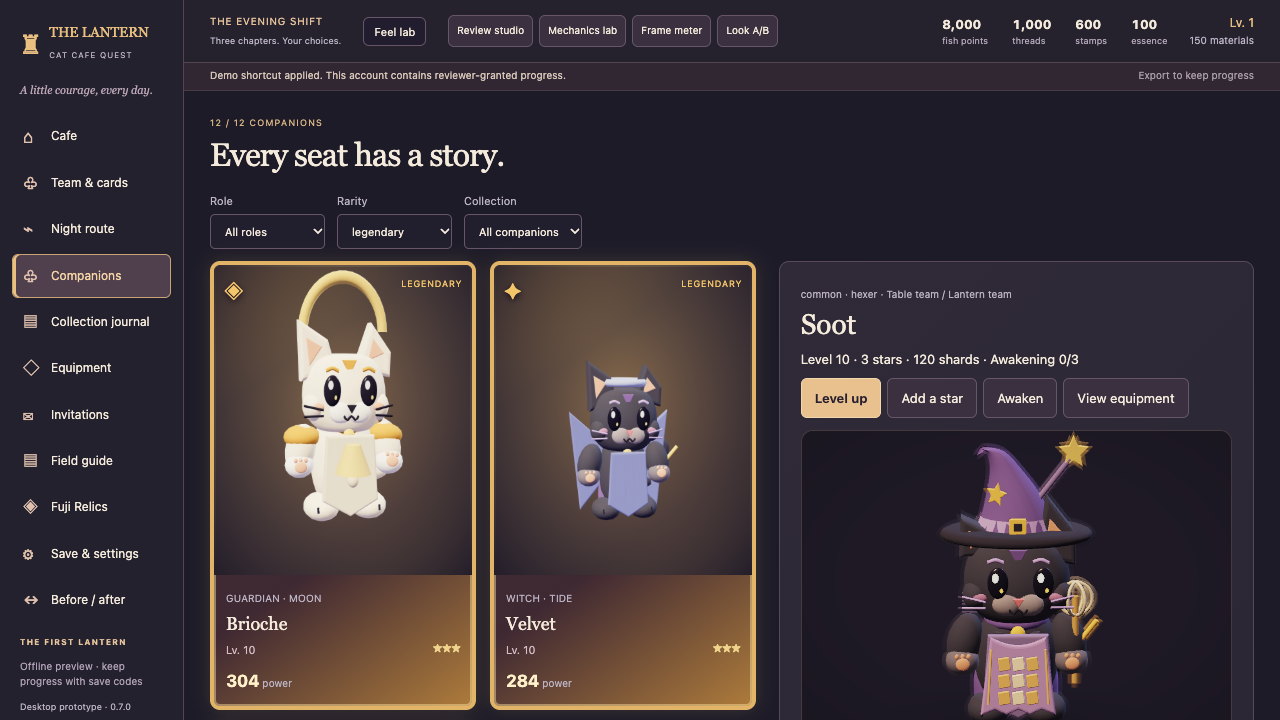 THE LANTERN
CAT CAFE QUEST
A little courage, every day.
Cafe
Team & cards
Night route
Companions
Collection journal
Equipment
Invitations
Field guide
Fuji Relics
Save & settings
Before / after
THE FIRST LANTERN
Offline preview · keep
progress with save codes
Desktop prototype · 0.7.0
THE EVENING SHIFT
Three chapters. Your choices.
Feel lab
Review studio
Mechanics lab
Frame meter
Look A/B
8,000
fish points
1,000
threads
600
stamps
100
essence
Lv. 1
150 materials
Demo shortcut applied. This account contains reviewer-granted progress.
Export to keep progress
12 / 12 COMPANIONS
Every seat has a story.
Role
Rarity
Collection
All roles
legendary
All companions
LEGENDARY
GUARDIAN · MOON
Brioche
Lv. 10
304 power
LEGENDARY
WITCH · TIDE
Velvet
Lv. 10
284 power
common · hexer · Table team / Lantern team
Soot
Level 10 · 3 stars · 120 shards · Awakening 0/3
Level up
Add a star
Awaken
View equipment